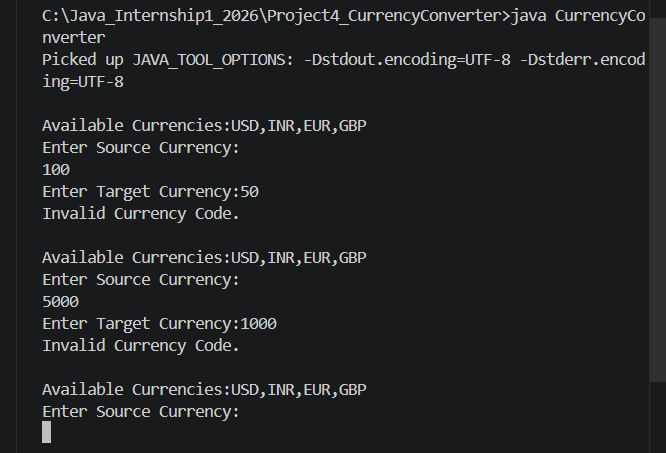 C:\Java_Internship1_2026\Project4_CurrencyConverter>java CurrencyCo
nverter
Picked up JAVA_TOOL_OPTIONS: -Dstdout.encoding=UTF-8 -Dstderr.encod
ing=UTF-8

Available Currencies:USD,INR,EUR,GBP
Enter Source Currency:
100
Enter Target Currency:50
Invalid Currency Code.

Available Currencies:USD,INR,EUR,GBP
Enter Source Currency:
5000
Enter Target Currency:1000
Invalid Currency Code.

Available Currencies:USD,INR,EUR,GBP
Enter Source Currency: